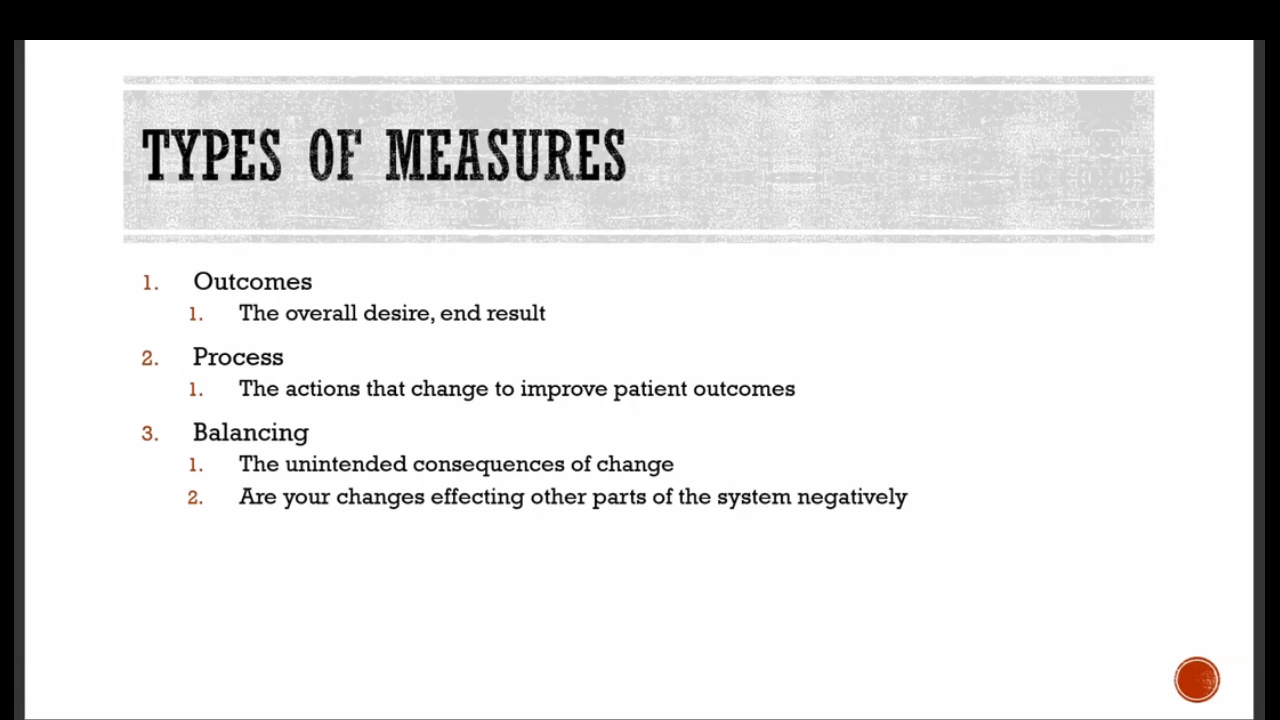 TYPES OF MEASURES
1. Outcomes
1. The overall desire, end result
2. Process
1. The actions that change to improve patient outcomes
3. Balancing
1. The unintended consequences of change
2. Are your changes effecting other parts of the system negatively